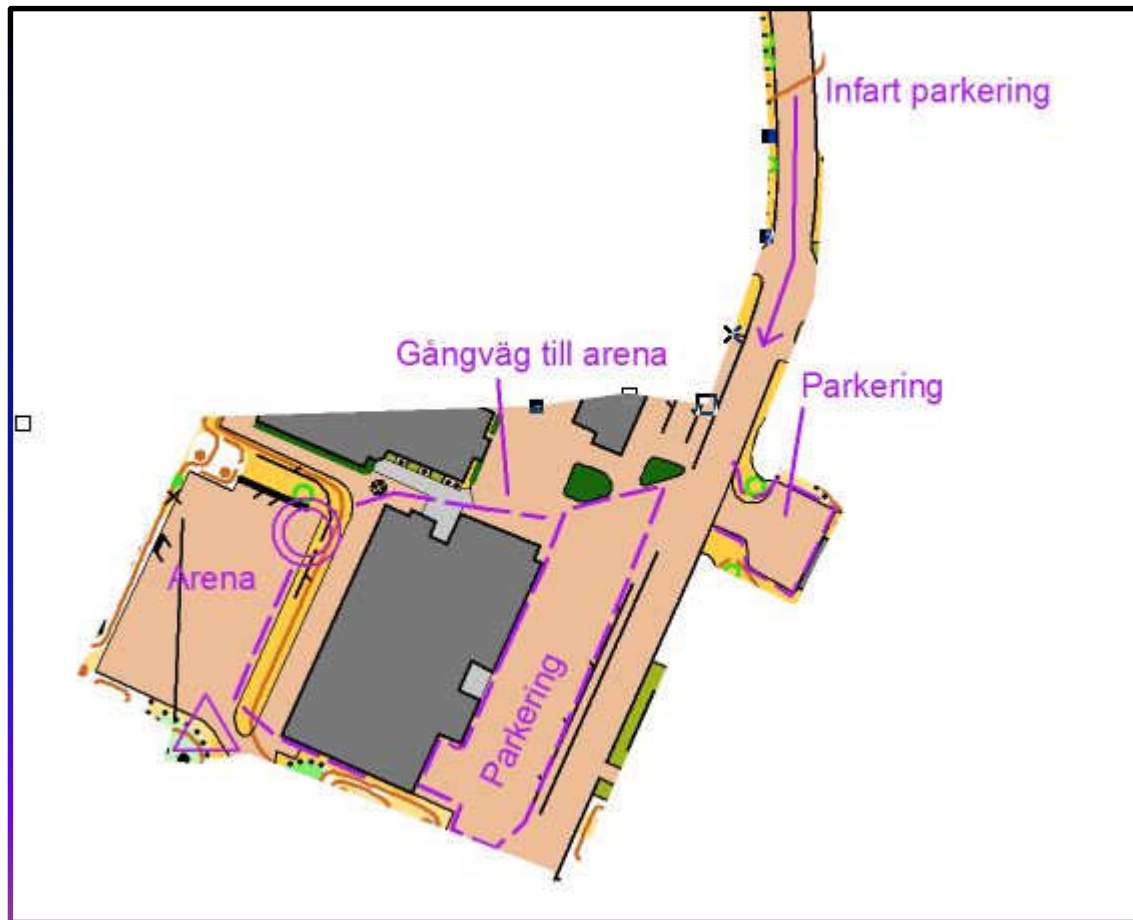 Infart parkering
Gångväg till arena
Parkering
Arena
Parkering